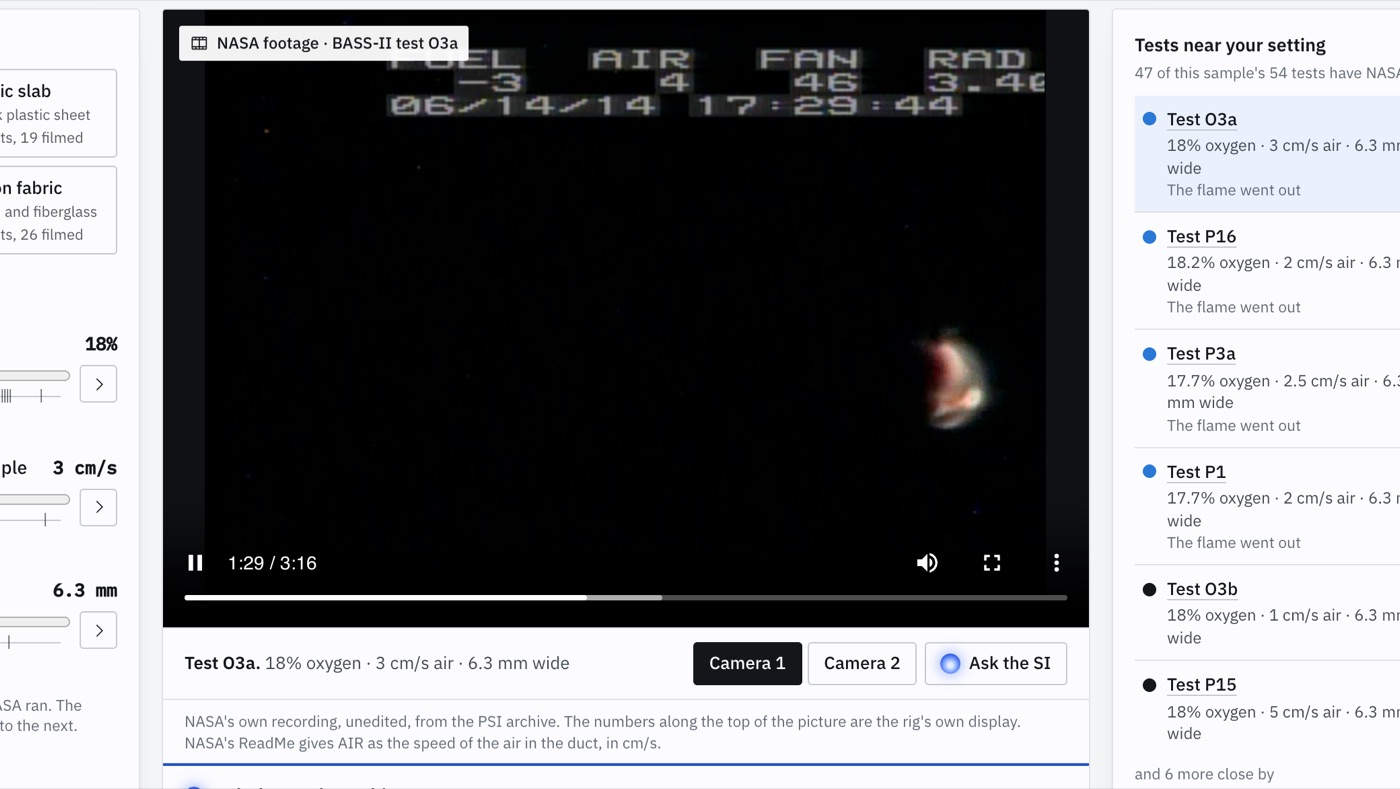 ic slab
k plastic sheet
ts, 19 filmed
on fabric
and fiberglass
ts, 26 filmed
18%
ple 3 cm/s
6.3 mm
ASA ran. The
to the next.
NASA footage · BASS-II test O3a
FUEL AIR FAN RAD
-3 4 46 3.40
06/14/14 17:29:44
1:29 / 3:16
Test O3a. 18% oxygen · 3 cm/s air · 6.3 mm wide
Camera 1
Camera 2
Ask the SI
NASA's own recording, unedited, from the PSI archive. The numbers along the top of the picture are the rig's own display.
NASA's ReadMe gives AIR as the speed of the air in the duct, in cm/s.
Tests near your setting
47 of this sample's 54 tests have NASA
Test O3a
18% oxygen · 3 cm/s air · 6.3 mm
wide
The flame went out
Test P16
18.2% oxygen · 2 cm/s air · 6.3 m
wide
The flame went out
Test P3a
17.7% oxygen · 2.5 cm/s air · 6.3
mm wide
The flame went out
Test P1
17.7% oxygen · 2 cm/s air · 6.3 m
wide
The flame went out
Test O3b
18% oxygen · 1 cm/s air · 6.3 mm
wide
Test P15
18% oxygen · 5 cm/s air · 6.3 mm
wide
and 6 more close by